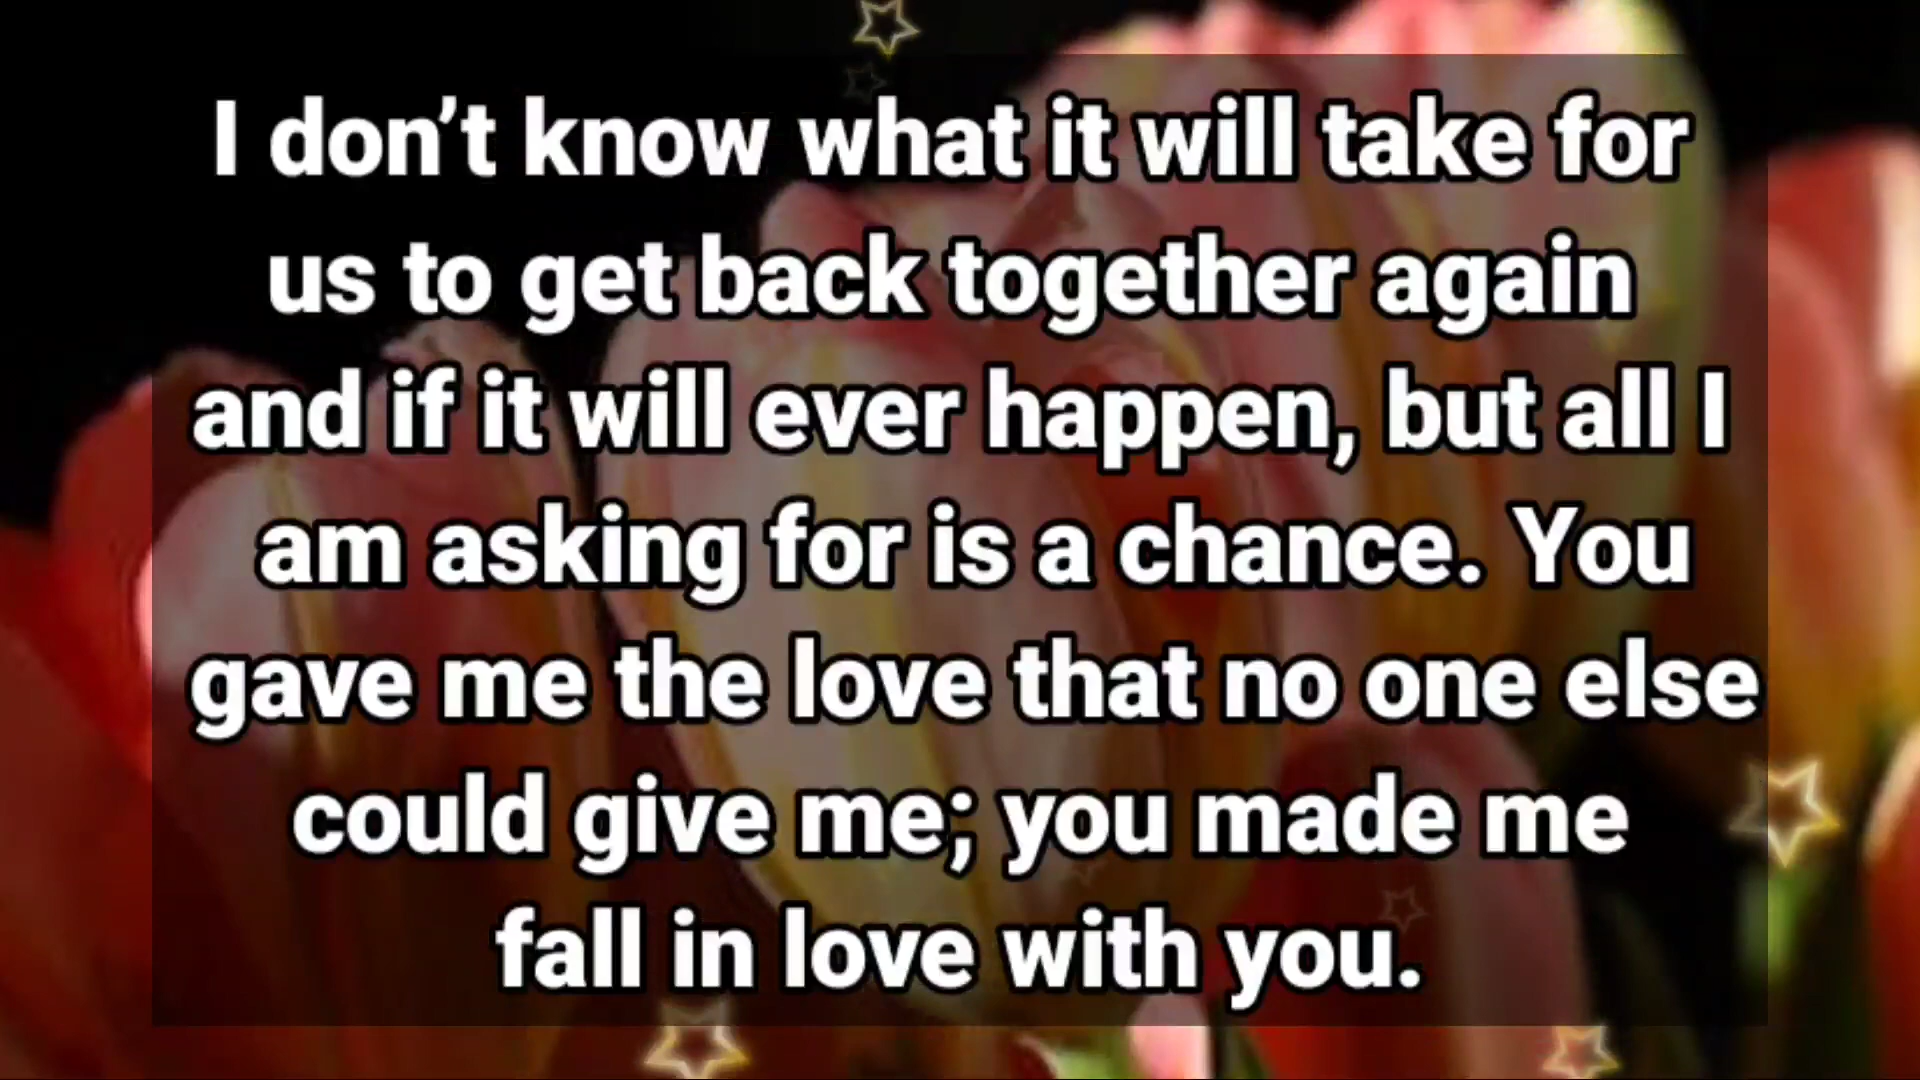 I don’t know what it will take for
us to get back together again
and if it will ever happen, but all I
am asking for is a chance. You
gave me the love that no one else
could give me; you made me
fall in love with you.